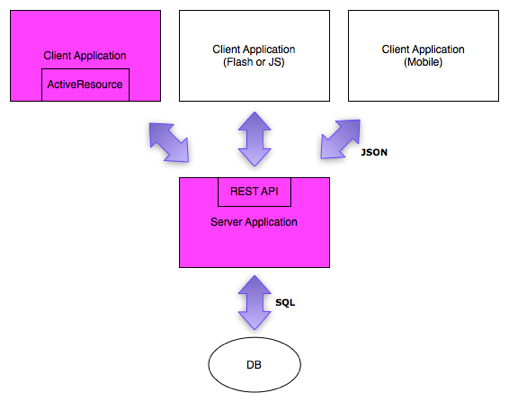 Client Application
ActiveResource
Client Application
(Flash or JS)
Client Application
(Mobile)
JSON
REST API
Server Application
SQL
DB